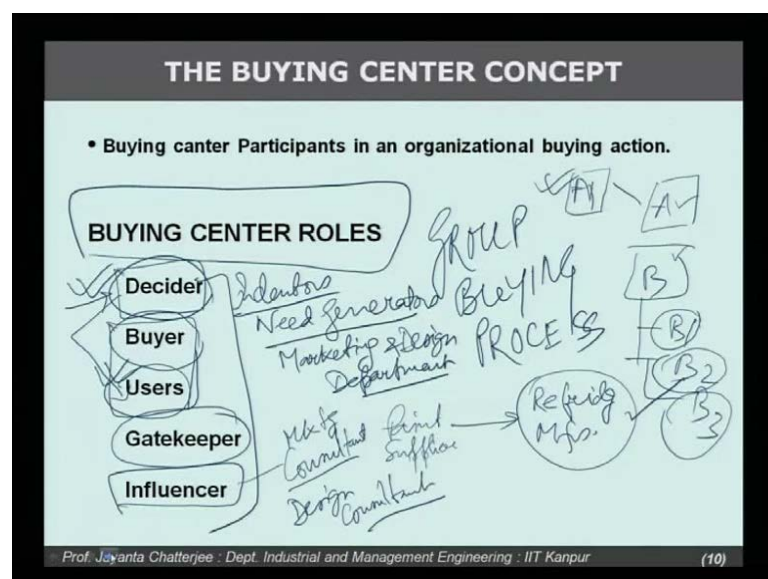 THE BUYING CENTER CONCEPT
• Buying canter Participants in an organizational buying action.
A1
A
BUYING CENTER ROLES
GROUP
Decider
Indentors
B
Need Generators
BUYING
Buyer
B1
Marketing & Design
PROCESS
Department
Users
B2
Refridg
Mfrs.
B3
Gatekeeper
Mktg
Consultant
Paint
Supplier
Influencer
Design
Consultant
Prof. Jayanta Chatterjee : Dept. Industrial and Management Engineering : IIT Kanpur
(10)